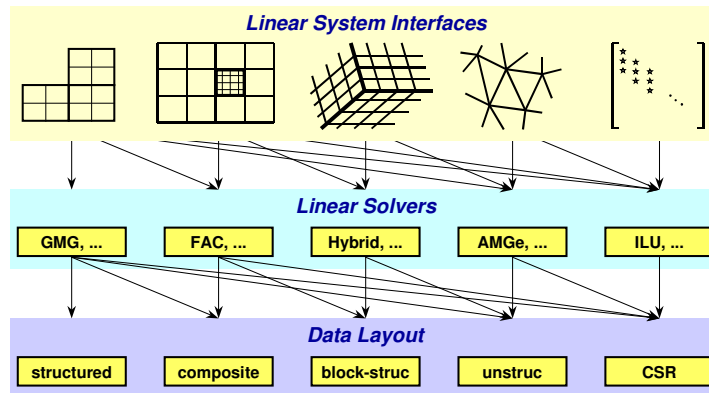 Linear System Interfaces
Linear Solvers
GMG, ...
FAC, ...
Hybrid, ...
AMGe, ...
ILU, ...
Data Layout
structured
composite
block-struc
unstruc
CSR